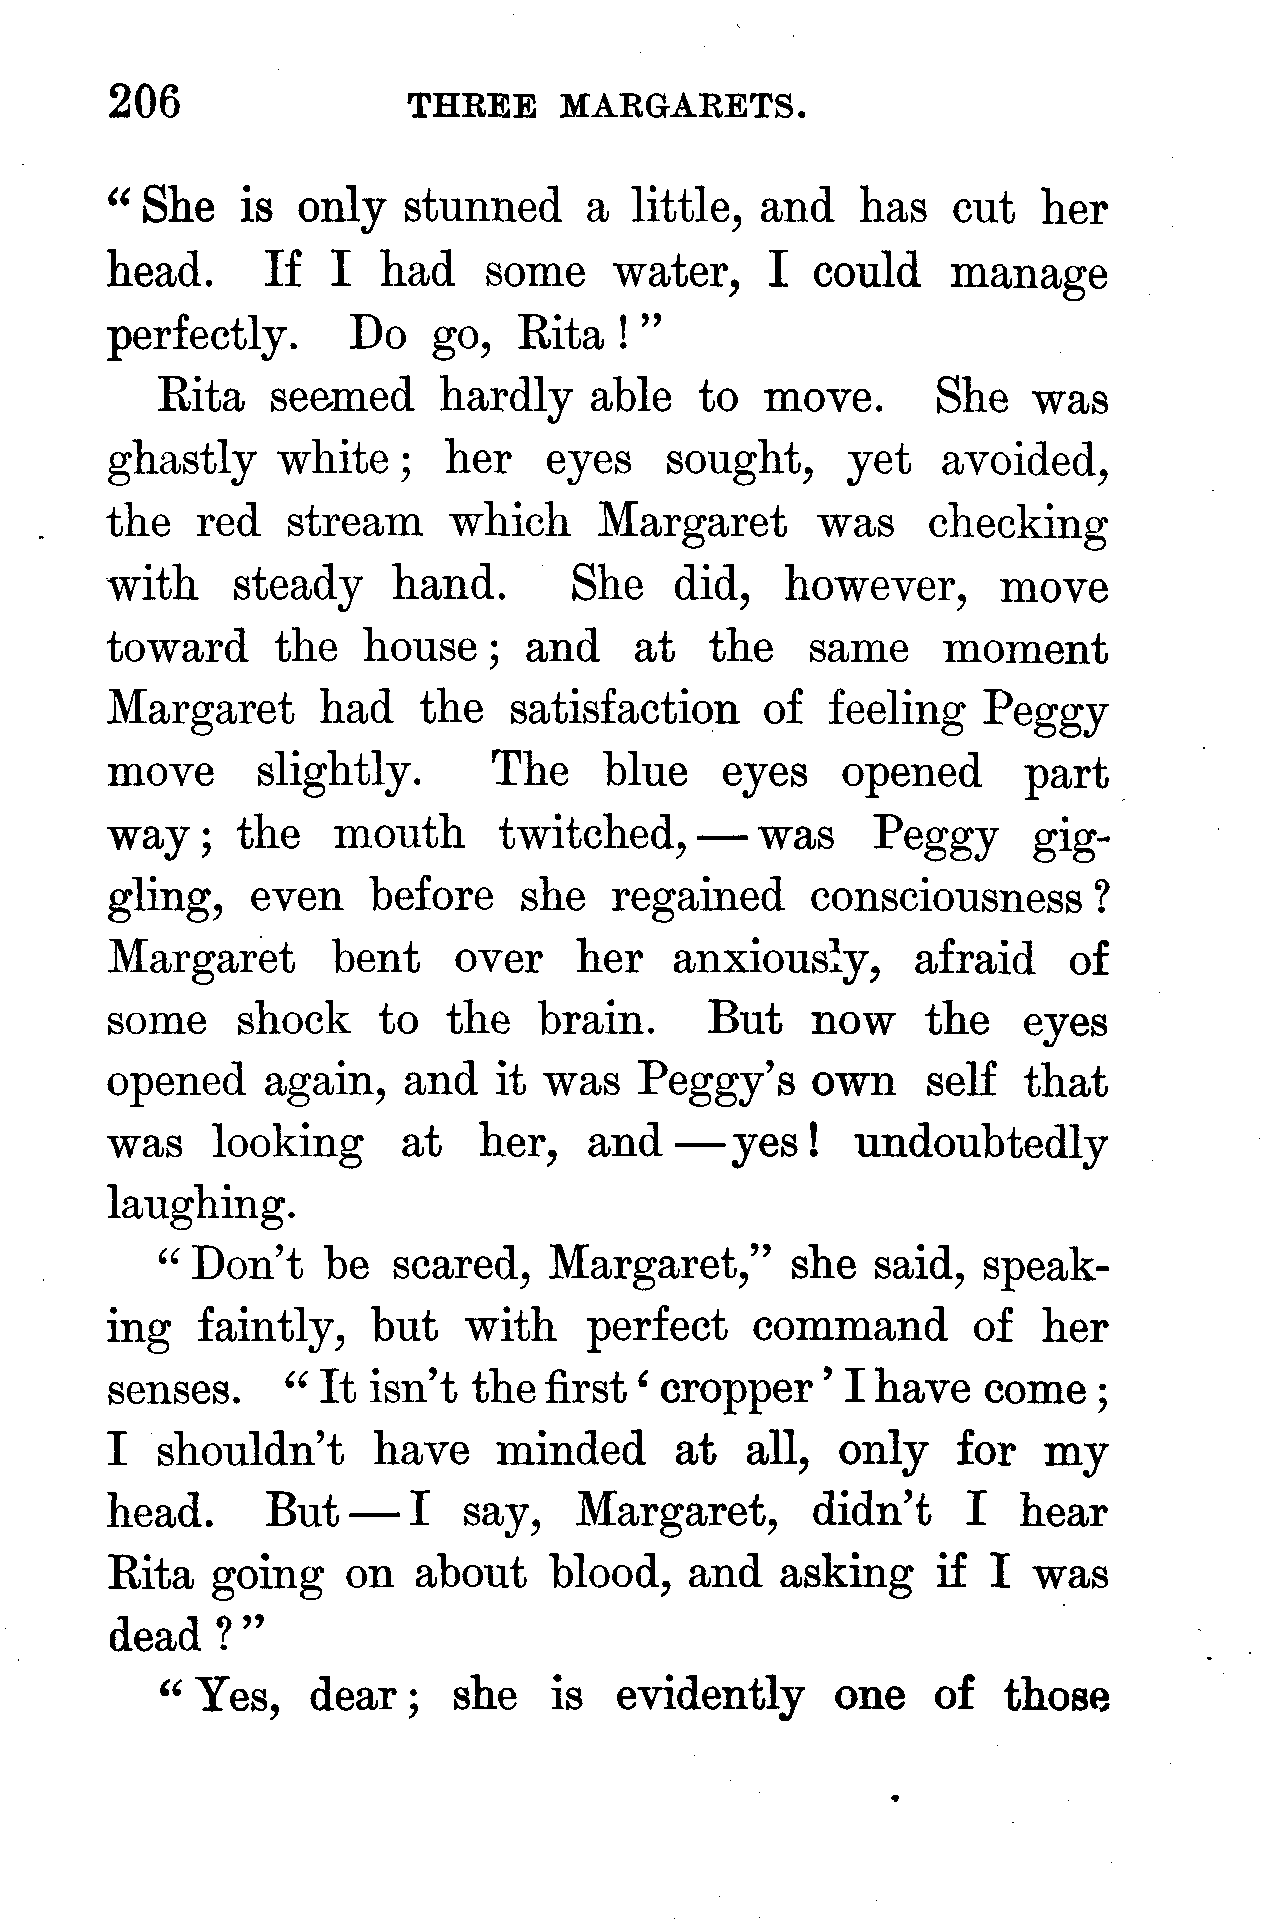 206 THREE MARGARETS.
“ She is only stunned a little, and has cut her
head. If I had some water, I could manage
perfectly. Do go, Rita ! ”
Rita seemed hardly able to move. She was
ghastly white ; her eyes sought, yet avoided,
the red stream which Margaret was checking
with steady hand. She did, however, move
toward the house ; and at the same moment
Margaret had the satisfaction of feeling Peggy
move slightly. The blue eyes opened part
way ; the mouth twitched, — was Peggy gig-
gling, even before she regained consciousness ?
Margaret bent over her anxiously, afraid of
some shock to the brain. But now the eyes
opened again, and it was Peggy’s own self that
was looking at her, and — yes ! undoubtedly
laughing.
“ Don’t be scared, Margaret,” she said, speak-
ing faintly, but with perfect command of her
senses. “ It isn’t the first ‘ cropper ’ I have come ;
I shouldn’t have minded at all, only for my
head. But — I say, Margaret, didn’t I hear
Rita going on about blood, and asking if I was
dead ? ”
“ Yes, dear ; she is evidently one of those